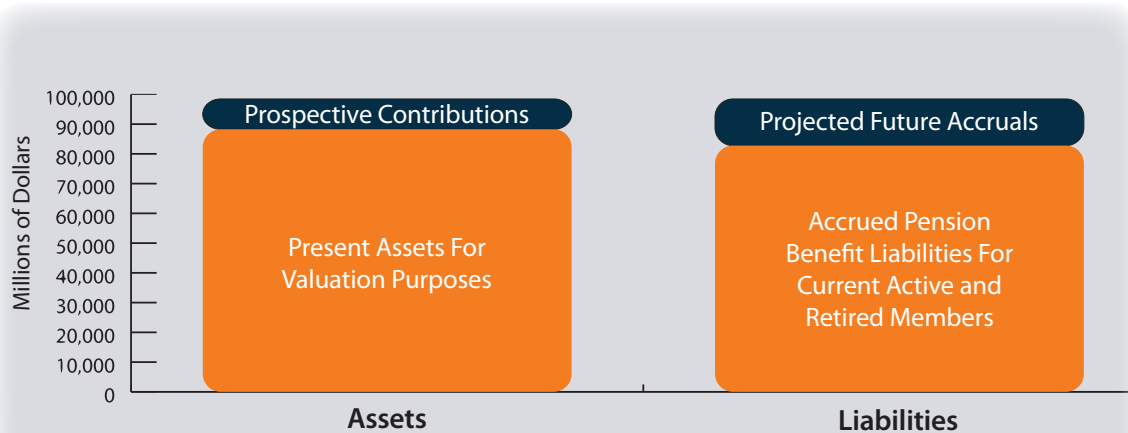 Millions of Dollars
100,000
90,000
80,000
70,000
60,000
50,000
40,000
30,000
20,000
10,000
0
Prospective Contributions
Present Assets For
Valuation Purposes
Assets
Projected Future Accruals
Accrued Pension
Benefit Liabilities For
Current Active and
Retired Members
Liabilities